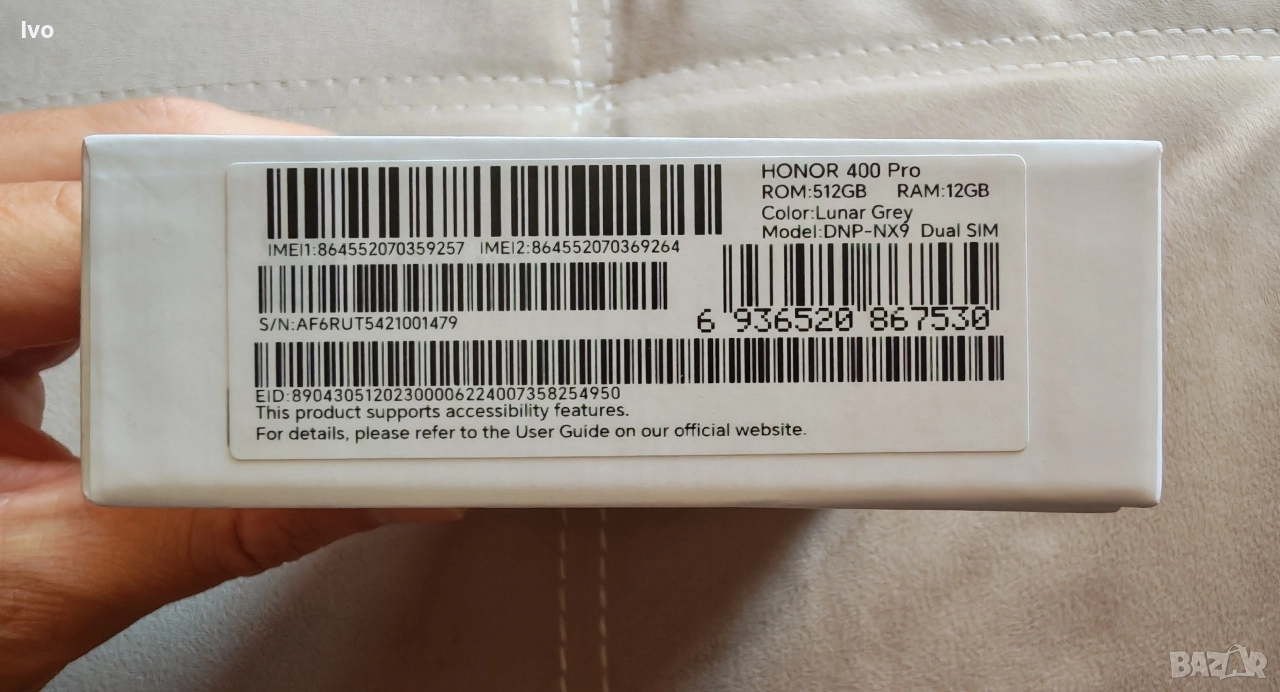 Ivo
HONOR 400 Pro
ROM:512GB RAM:12GB
Color:Lunar Grey
Model:DNP-NX9 Dual SIM
IMEI1:864552070359257 IMEI2:864552070369264
S/N:AF6RUT5421001479
6 936520 867530
EID:89043051202300006224007358254950
This product supports accessibility features.
For details, please refer to the User Guide on our official website.
BAZAR